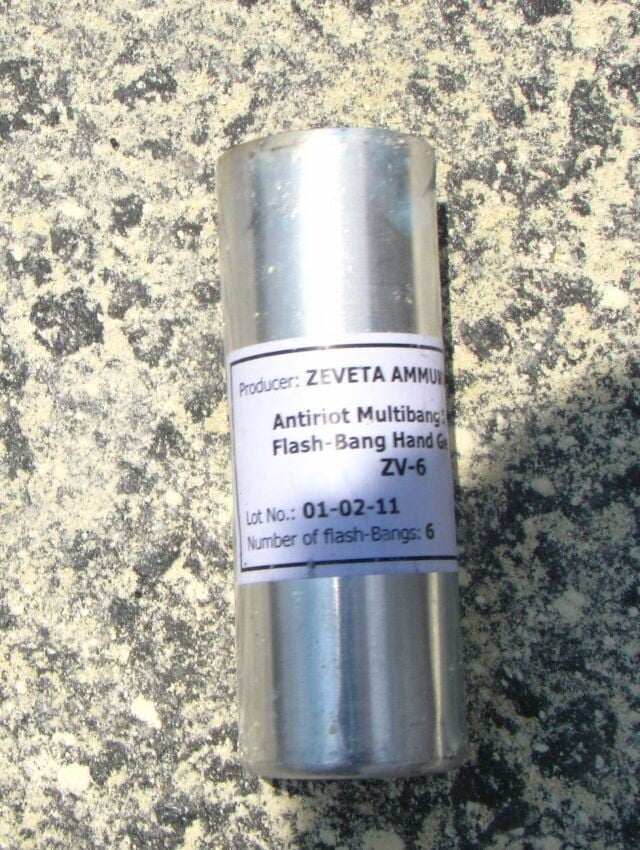 Producer: ZEVETA
Antiriot Multibang
Flash-Bang Hand
ZV-6
Lot No.: 01-02-11
Number of flash-Bangs: 6